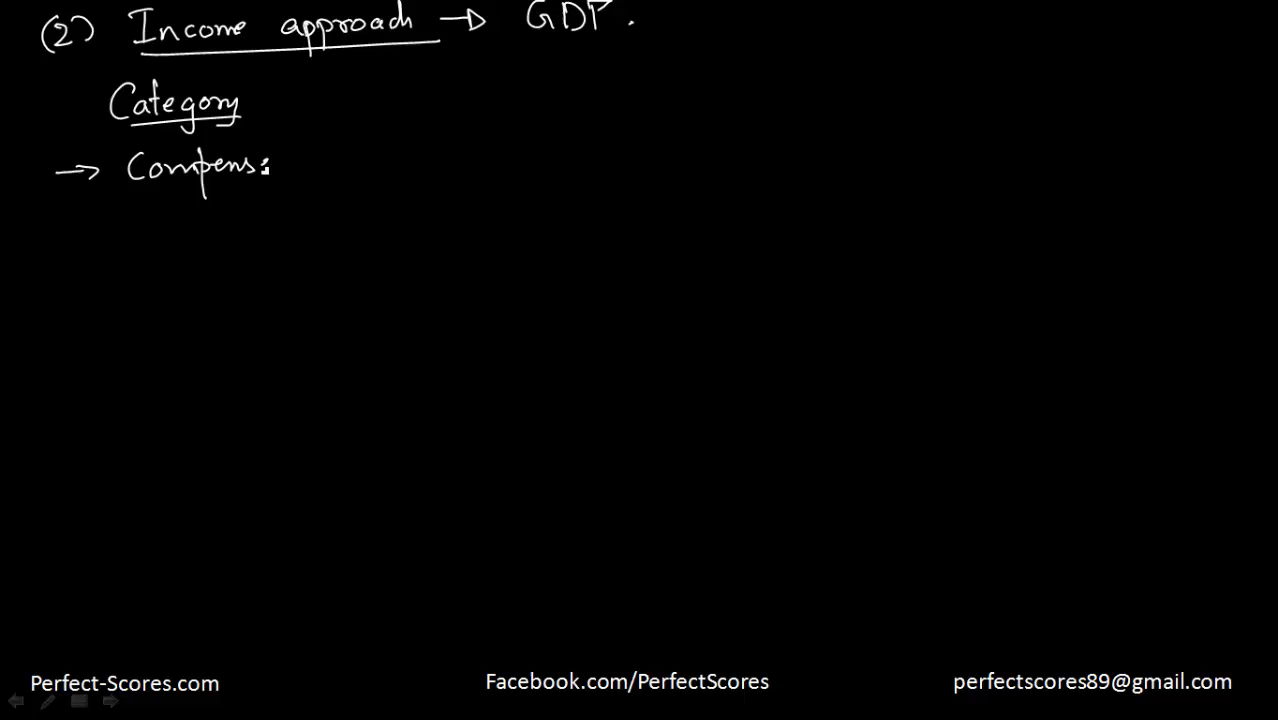 (2) Income approach → GDP.
Category
→ Compens
Perfect-Scores.com
Facebook.com/PerfectScores
perfectscores89@gmail.com